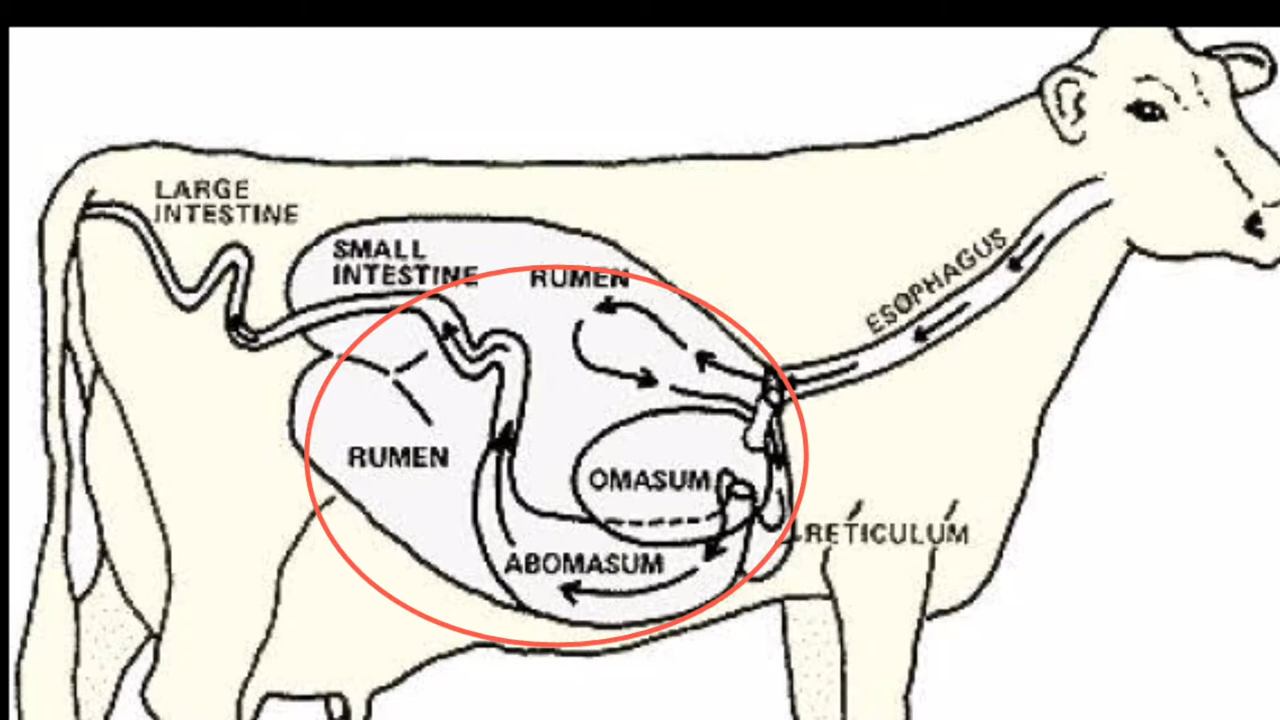 LARGE
INTESTINE
SMALL
INTESTINE
RUMEN
ESOPHAGUS
RUMEN
OMASUM
RETICULUM
ABOMASUM